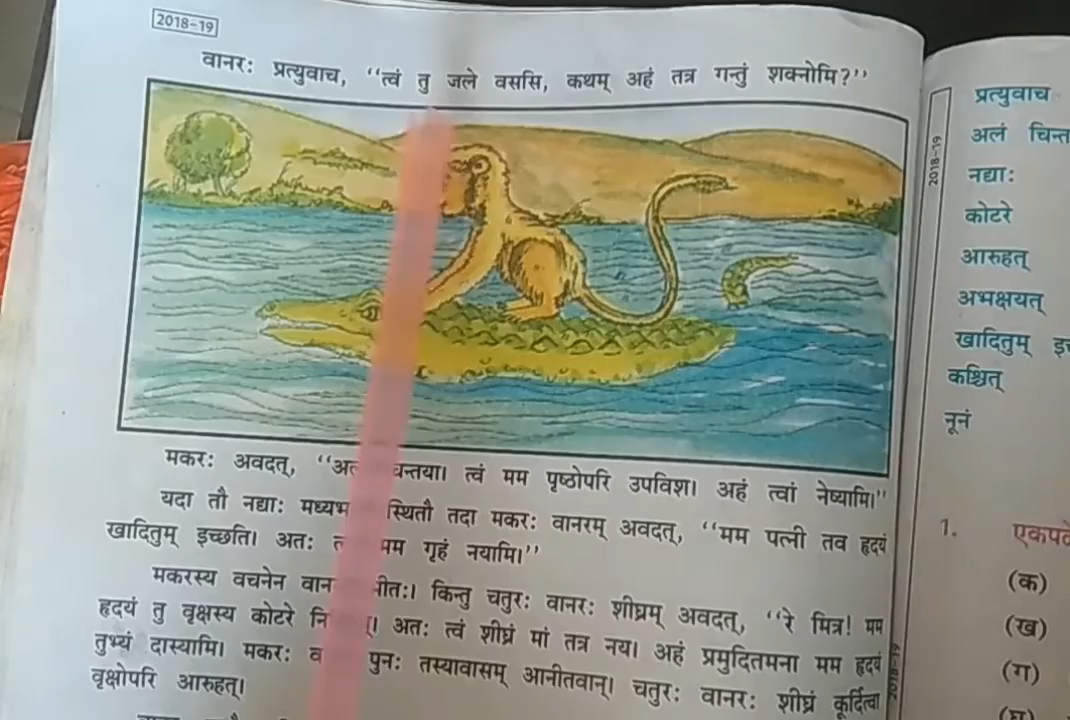 2018-19
वानरः प्रत्युवाच, ‘‘त्वं तु जले वससि, कथम् अहं तत्र गन्तुं शक्नोमि?’’
मकरः अवदत्, ‘‘अल न्तया। त्वं मम पृष्ठोपरि उपविश। अहं त्वां नेष्यामि।’’
यदा तौ नद्याः स्थितौ तदा मकरः वानरम् अवदत्, ‘‘मम पत्नी तव हृदयं
खादितुम् इच्छति। अतः मम गृहं नयामि।’’
मकरस्य वचनेन किन्तु चतुरः वानरः शीघ्रम् अवदत्, ‘‘रे मित्र! मम
हृदयं तु वृक्षस्य कोटरे अतः त्वं शीघ्रं मां तत्र नय। अहं प्रमुदितमना मम हृदयं
तुभ्यं दास्यामि। मकरः पुनः तस्यावासम् आनीतवान्। चतुरः वानरः शीघ्रं कूर्दित्वा
वृक्षोपरि आरुहत्।
2018-19
2018-19
प्रत्युवाच
अलं
नद्याः
कोटरे
आरुहत्
अभक्षयत्
खादितुम्
कश्चित्
नूनं
1.
(क)
(ख)
(ग)